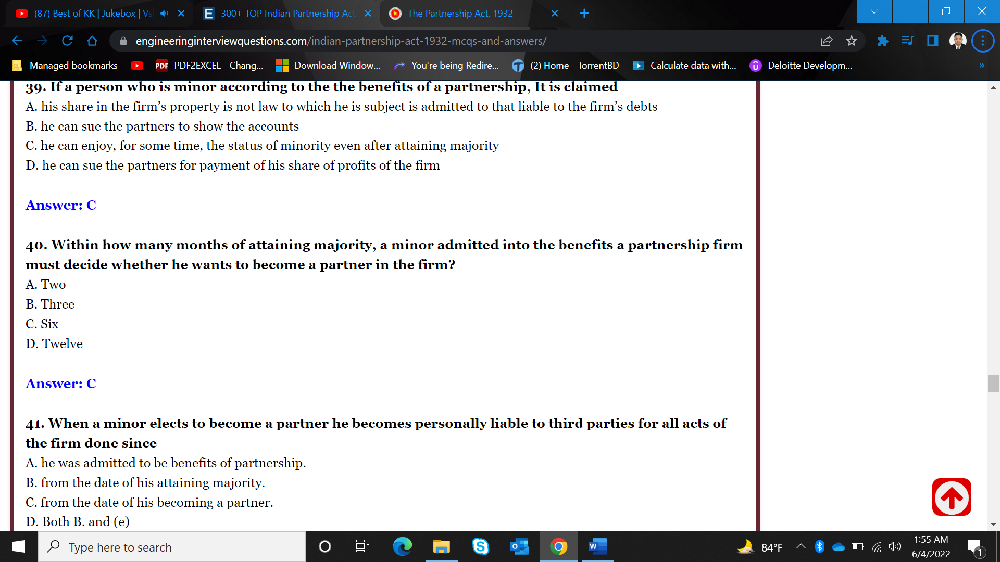 (87) Best of KK | Jukebox | Vs
300+ TOP Indian Partnership Act
The Partnership Act, 1932
engineeringinterviewquestions.com/indian-partnership-act-1932-mcqs-and-answers/
Managed bookmarks
PDF PDF2EXCEL - Chang...
Download Window...
You're being Redire...
(2) Home - TorrentBD
Calculate data with...
Deloitte Developm...
39. If a person who is minor according to the the benefits of a partnership, It is claimed
A. his share in the firm's property is not law to which he is subject is admitted to that liable to the firm's debts
B. he can sue the partners to show the accounts
C. he can enjoy, for some time, the status of minority even after attaining majority
D. he can sue the partners for payment of his share of profits of the firm
Answer: C
40. Within how many months of attaining majority, a minor admitted into the benefits a partnership firm
must decide whether he wants to become a partner in the firm?
A. Two
B. Three
C. Six
D. Twelve
Answer: C
41. When a minor elects to become a partner he becomes personally liable to third parties for all acts of
the firm done since
A. he was admitted to be benefits of partnership.
B. from the date of his attaining majority.
C. from the date of his becoming a partner.
D. Both B. and (e)
Type here to search
84°F
1:55 AM
6/4/2022
1